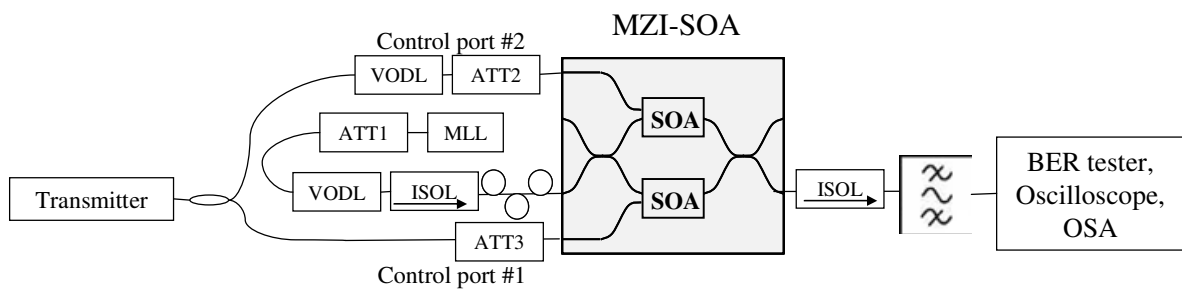 MZI-SOA
Control port #2
VODL
ATT2
SOA
ATT1
MLL
Transmitter
VODL
ISOL
SOA
ISOL
BER tester,
Oscilloscope,
OSA
ATT3
Control port #1